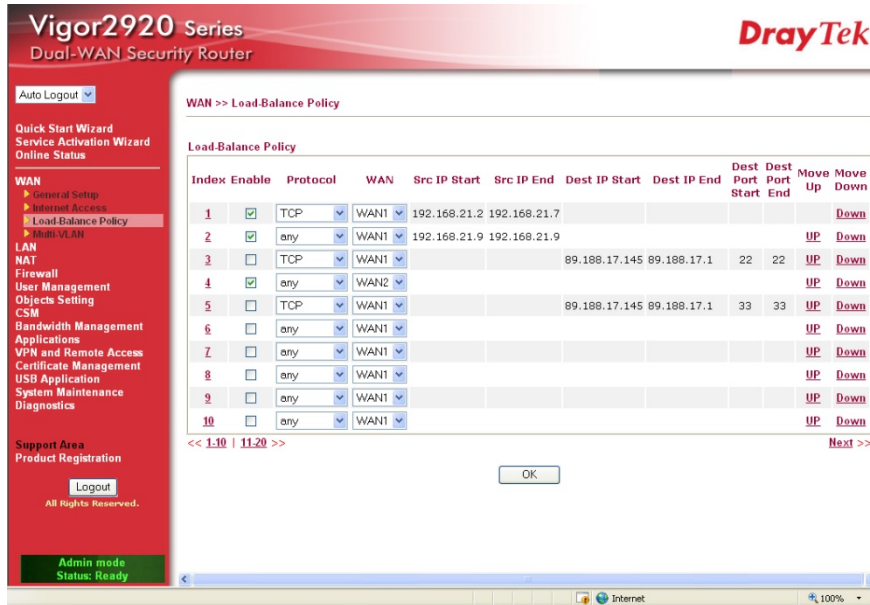 Vigor2920 Series
Dual-WAN Security Router
DrayTek
Auto Logout
Quick Start Wizard
Service Activation Wizard
Online Status
WAN
General Setup
Internet Access
Load-Balance Policy
Multi-VLAN
LAN
NAT
Firewall
User Management
Objects Setting
CSM
Bandwidth Management
Applications
VPN and Remote Access
Certificate Management
USB Application
System Maintenance
Diagnostics
Support Area
Product Registration
Logout
All Rights Reserved.
Admin mode
Status: Ready
WAN >> Load-Balance Policy
Load-Balance Policy
Index Enable Protocol WAN Src IP Start Src IP End Dest IP Start Dest IP End Dest Port Start Dest Port End Move Up Move Down
1 TCP WAN1 192.168.21.2 192.168.21.7 Down
2 any WAN1 192.168.21.9 192.168.21.9 UP Down
3 TCP WAN1 89.188.17.145 89.188.17.1 22 22 UP Down
4 any WAN2 UP Down
5 TCP WAN1 89.188.17.145 89.188.17.1 33 33 UP Down
6 any WAN1 UP Down
7 any WAN1 UP Down
8 any WAN1 UP Down
9 any WAN1 UP Down
10 any WAN1 UP Down
<< 1-10 | 11-20 >> Next >>
OK
Internet 100%